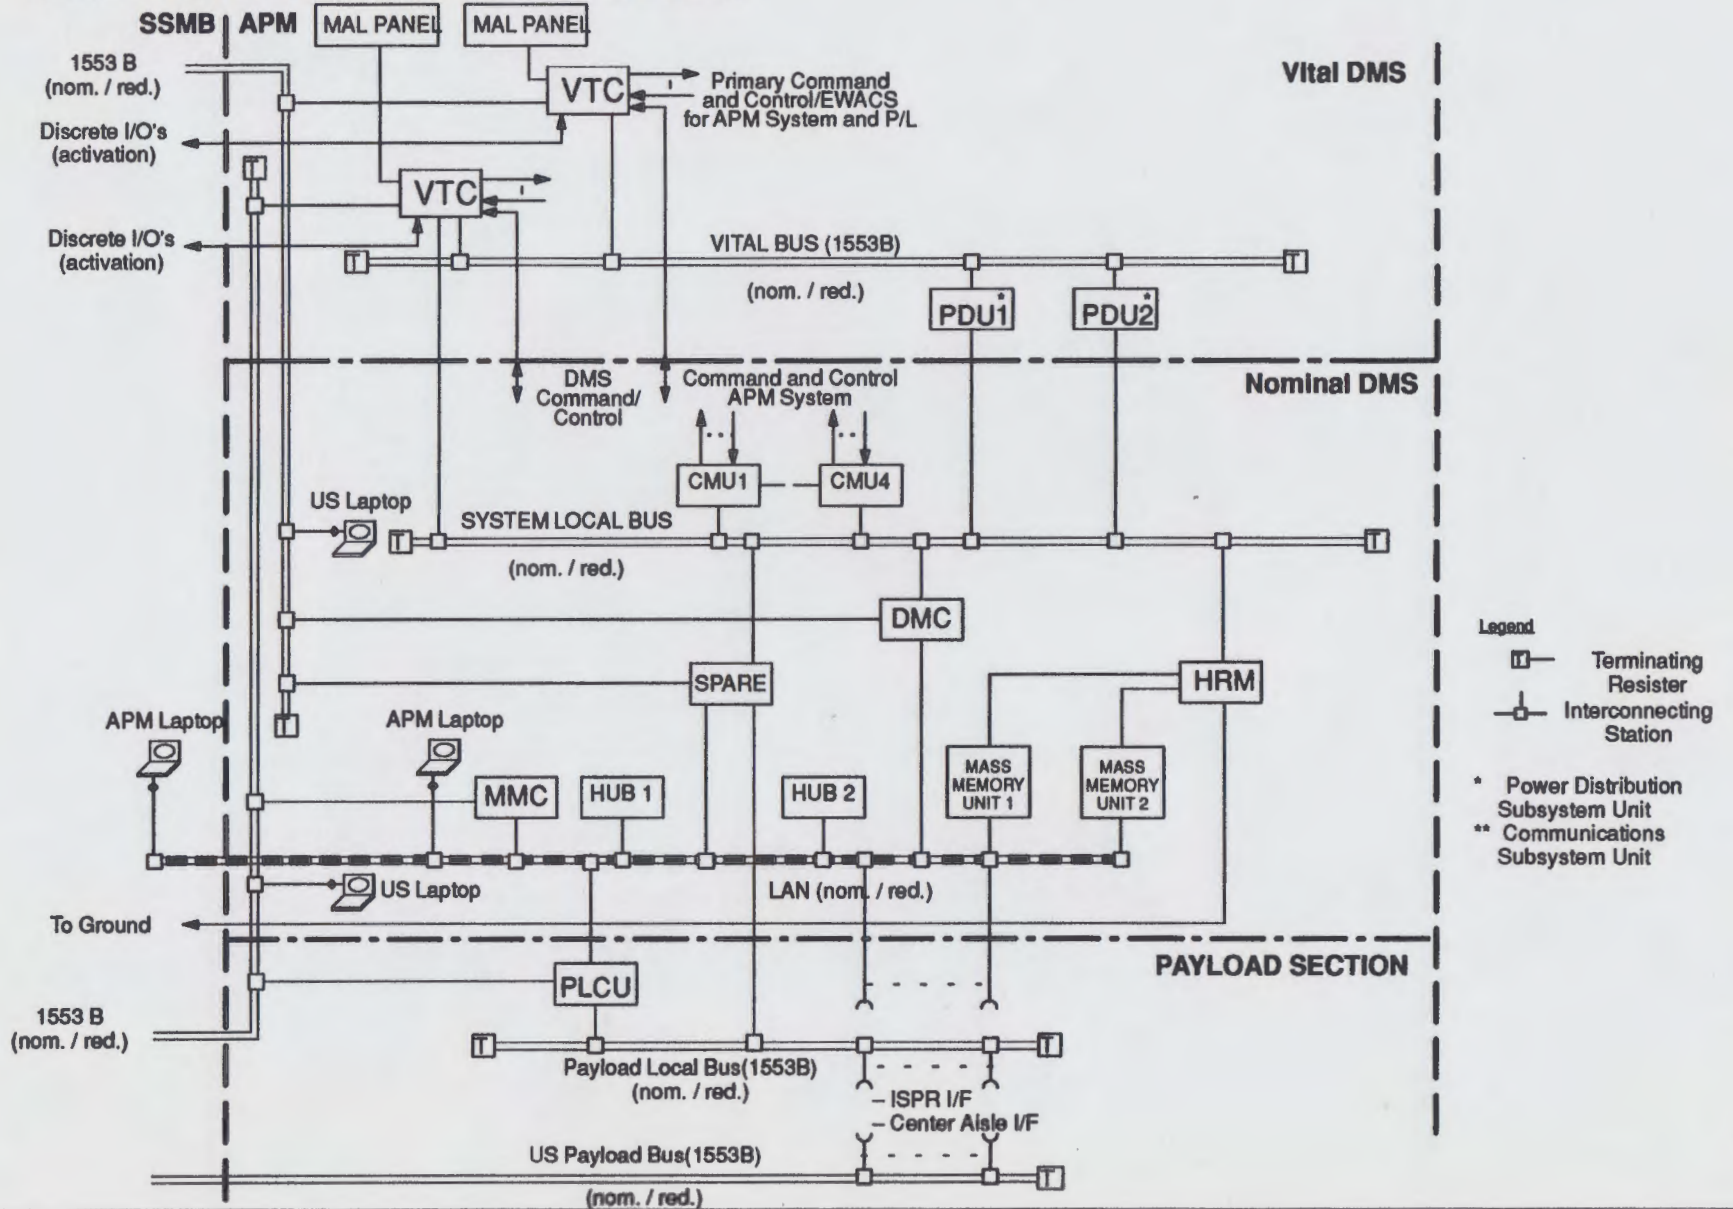 SSMB
APM
MAL PANEL
MAL PANEL
1553 B
(nom. / red.)
VTC
Primary Command
and Control/EWACS
for APM System and P/L
Vital DMS
Discrete I/O's
(activation)
T
VTC
Discrete I/O's
(activation)
VITAL BUS (1553B)
T
T
(nom. / red.)
PDU1*
PDU2*
Nominal DMS
DMS
Command/
Control
Command and Control
APM System
CMU1
CMU4
US Laptop
SYSTEM LOCAL BUS
T
T
(nom. / red.)
DMC
SPARE
HRM
T
APM Laptop
APM Laptop
MMC
HUB 1
HUB 2
MASS
MEMORY
UNIT 1
MASS
MEMORY
UNIT 2
US Laptop
LAN (nom. / red.)
To Ground
PAYLOAD SECTION
PLCU
1553 B
(nom. / red.)
T
T
Payload Local Bus(1553B)
(nom. / red.)
– ISPR I/F
– Center Aisle I/F
US Payload Bus(1553B)
T
(nom. / red.)
Legend
T
Terminating
Resister
Interconnecting
Station
* Power Distribution
Subsystem Unit
** Communications
Subsystem Unit